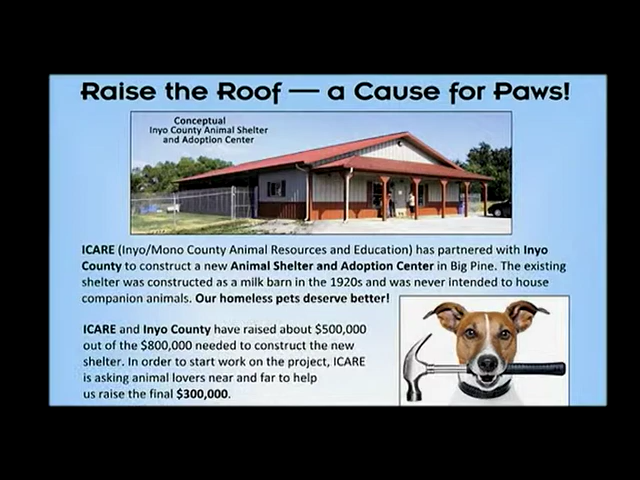 Raise the Roof — a Cause for Paws!
Conceptual
Inyo County Animal Shelter
and Adoption Center
ICARE (Inyo/Mono County Animal Resources and Education) has partnered with Inyo
County to construct a new Animal Shelter and Adoption Center in Big Pine. The existing
shelter was constructed as a milk barn in the 1920s and was never intended to house
companion animals. Our homeless pets deserve better!
ICARE and Inyo County have raised about $500,000
out of the $800,000 needed to construct the new
shelter. In order to start work on the project, ICARE
is asking animal lovers near and far to help
us raise the final $300,000.